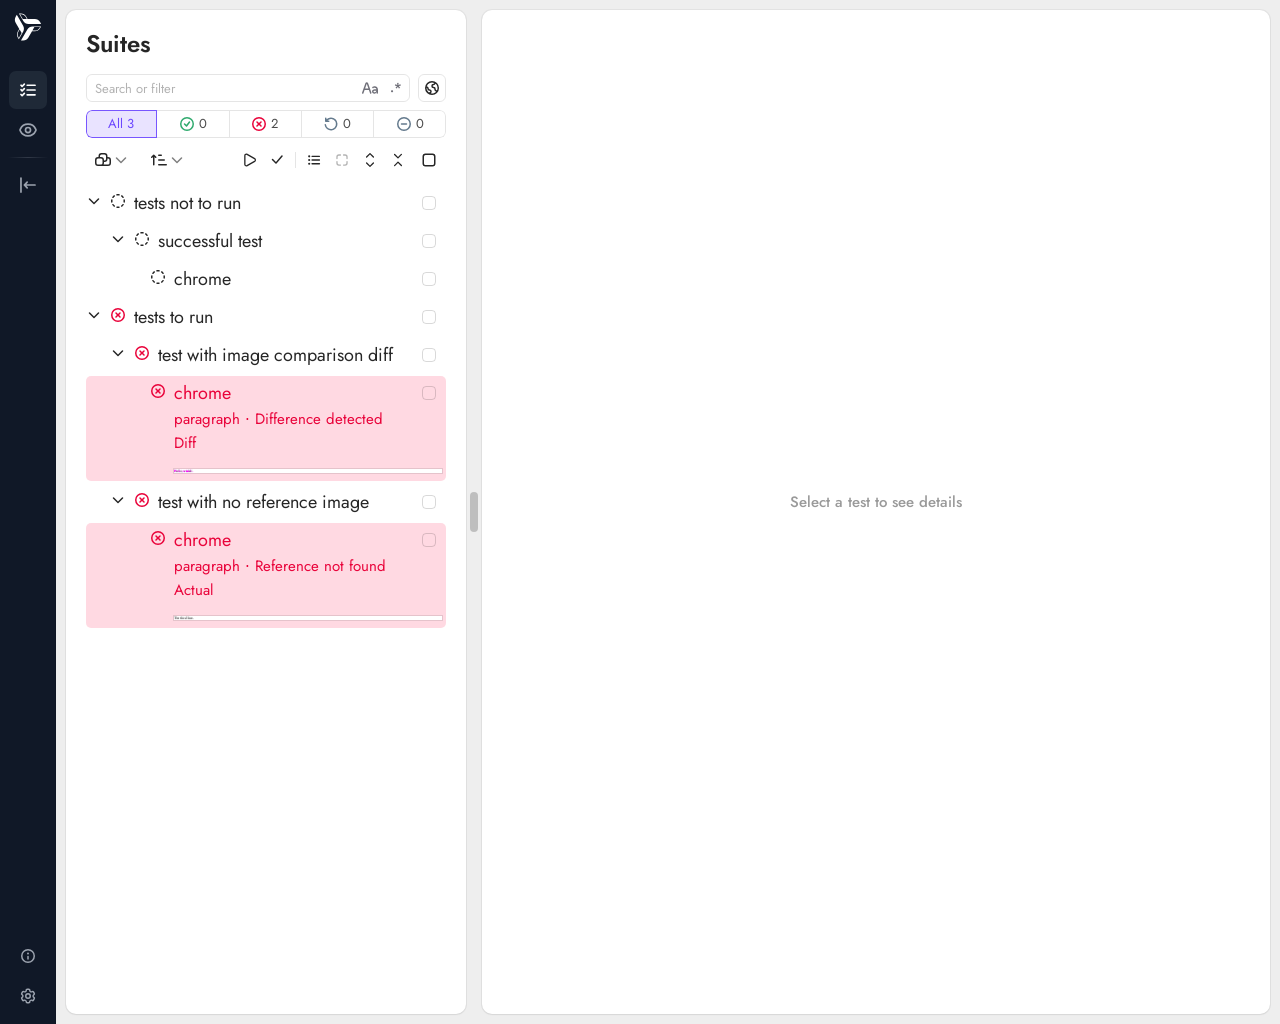 Suites
Search or filter
Aa .*
All 3
0
2
0
0
tests not to run
successful test
chrome
tests to run
test with image comparison diff
chrome
paragraph · Difference detected
Diff
test with no reference image
chrome
paragraph · Reference not found
Actual
Select a test to see details